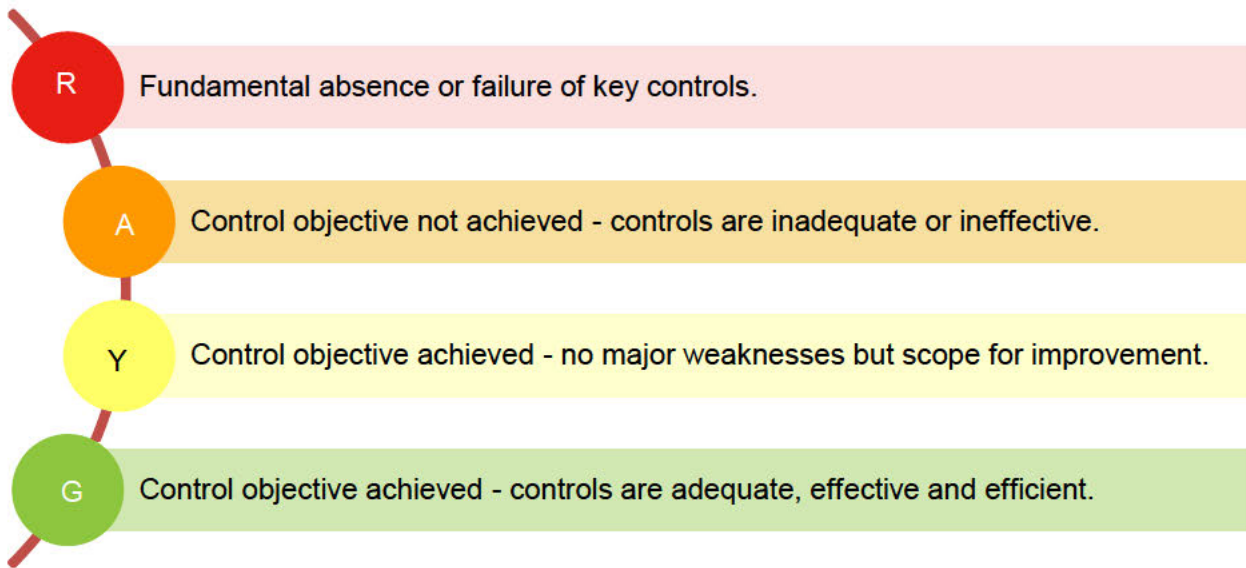 R
Fundamental absence or failure of key controls.
A
Control objective not achieved - controls are inadequate or ineffective.
Y
Control objective achieved - no major weaknesses but scope for improvement.
G
Control objective achieved - controls are adequate, effective and efficient.